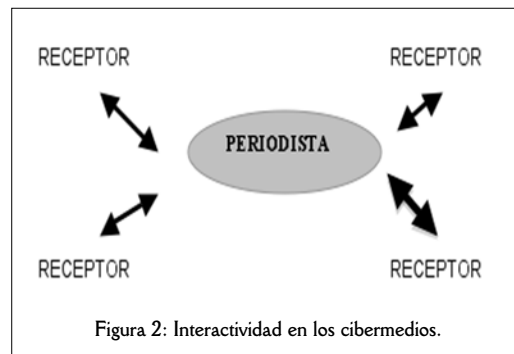 RECEPTOR RECEPTOR
PERIODISTA
RECEPTOR RECEPTOR
Figura 2: Interactividad en los cibermedios.